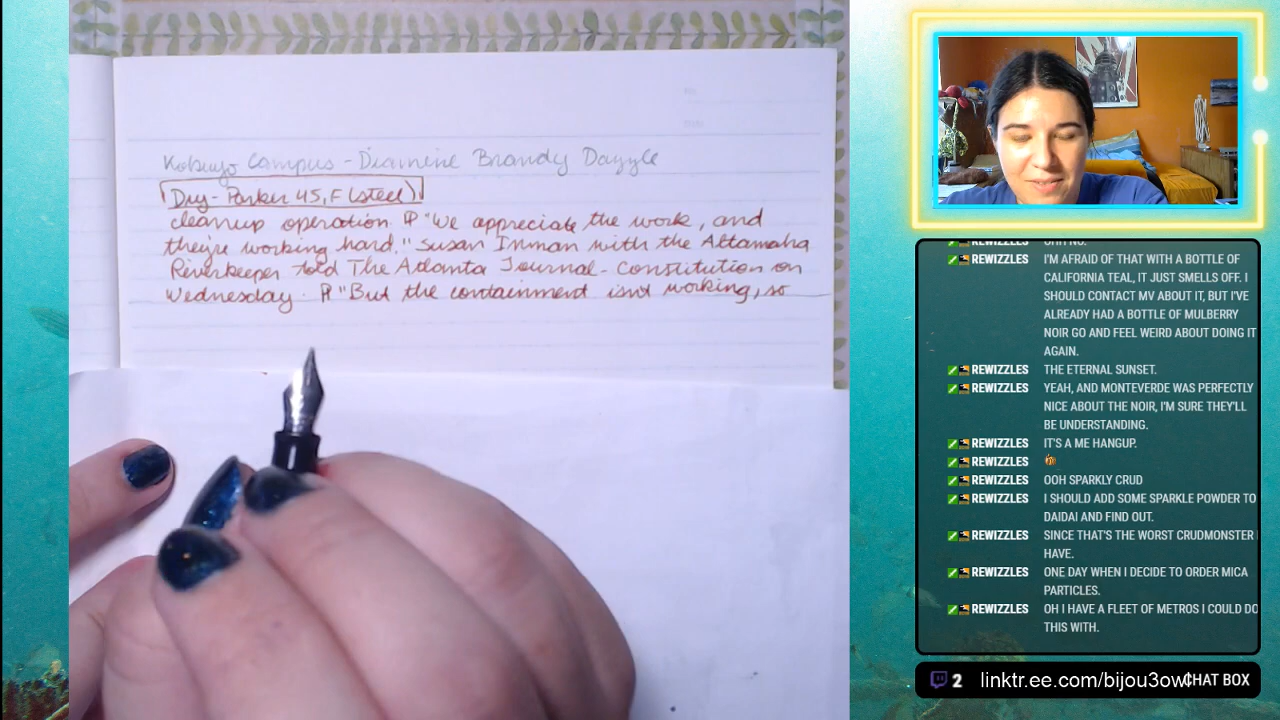 Kobuyo Campus - Diamine Brandy Dazzle
Dry - Parker 45, F (steel)
cleanup operation. ¶ "We appreciate the work, and
they're working hard." Susan Inman with the Altamaha
Riverkeeper told The Atlanta Journal-Constitution on
Wednesday. ¶ "But the containment isn't working, so
REWIZZLES
REWIZZLES I'M AFRAID OF THAT WITH A BOTTLE OF
CALIFORNIA TEAL, IT JUST SMELLS OFF. I
SHOULD CONTACT MV ABOUT IT, BUT I'VE
ALREADY HAD A BOTTLE OF MULBERRY
NOIR GO AND FEEL WEIRD ABOUT DOING IT
AGAIN.
REWIZZLES THE ETERNAL SUNSET.
REWIZZLES YEAH, AND MONTEVERDE WAS PERFECTLY
NICE ABOUT THE NOIR, I'M SURE THEY'LL
BE UNDERSTANDING.
REWIZZLES IT'S A ME HANGUP.
REWIZZLES
REWIZZLES OOH SPARKLY CRUD
REWIZZLES I SHOULD ADD SOME SPARKLE POWDER TO
DAIDAI AND FIND OUT.
REWIZZLES SINCE THAT'S THE WORST CRUDMONSTER I
HAVE.
REWIZZLES ONE DAY WHEN I DECIDE TO ORDER MICA
PARTICLES.
REWIZZLES OH I HAVE A FLEET OF METROS I COULD DO
THIS WITH.
2 linktr.ee.com/bijou3owl CHAT BOX